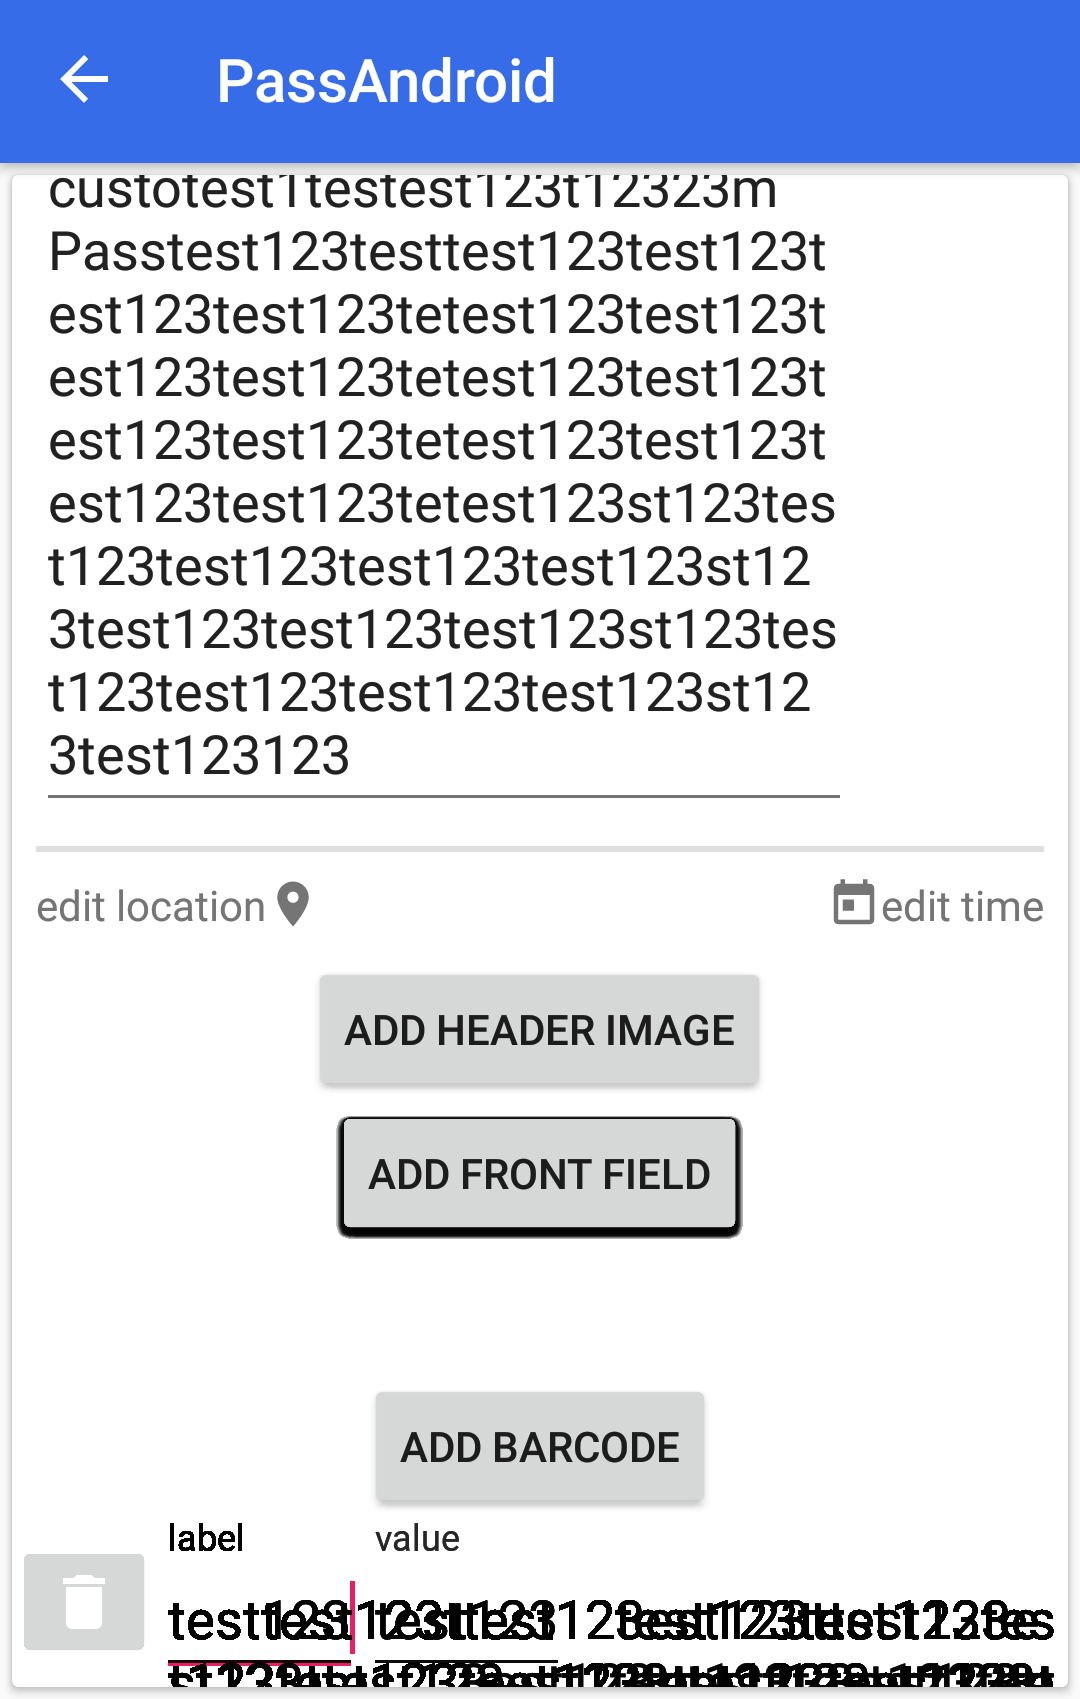 PassAndroid
custotest1testest123t12323m
Passtest123testtest123test123t
est123test123tetest123test123t
est123test123tetest123test123t
est123test123tetest123test123t
est123test123tetest123st123tes
t123test123test123test123st12
3test123test123test123st123tes
t123test123test123test123st12
3test123123
edit location
edit time
ADD HEADER IMAGE
ADD FRONT FIELD
ADD BARCODE
label
value